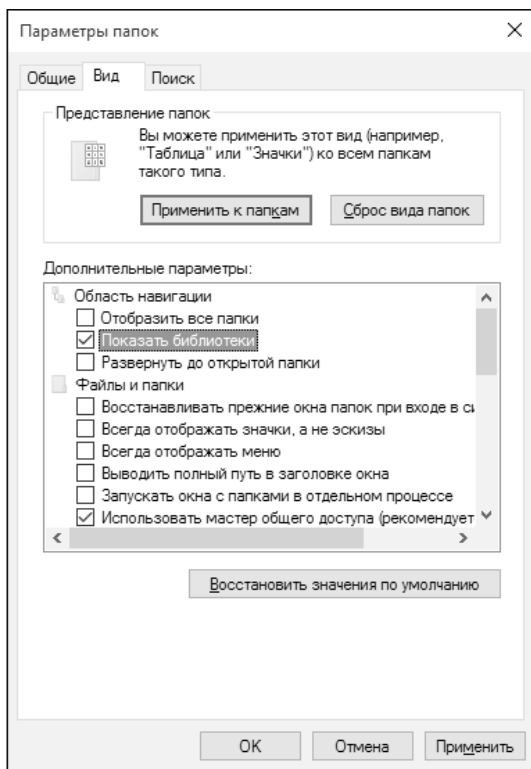 Параметры папок
Общие Вид Поиск
Представление папок
Вы можете применить этот вид (например,
"Таблица" или "Значки") ко всем папкам
такого типа.
Применить к папкам Сброс вида папок
Дополнительные параметры:
Область навигации
Отобразить все папки
Показать библиотеки
Развернуть до открытой папки
Файлы и папки
Восстанавливать прежние окна папок при входе в си
Всегда отображать значки, а не эскизы
Всегда отображать меню
Выводить полный путь в заголовке окна
Запускать окна с папками в отдельном процессе
Использовать мастер общего доступа (рекомендует
Восстановить значения по умолчанию
OK Отмена Применить